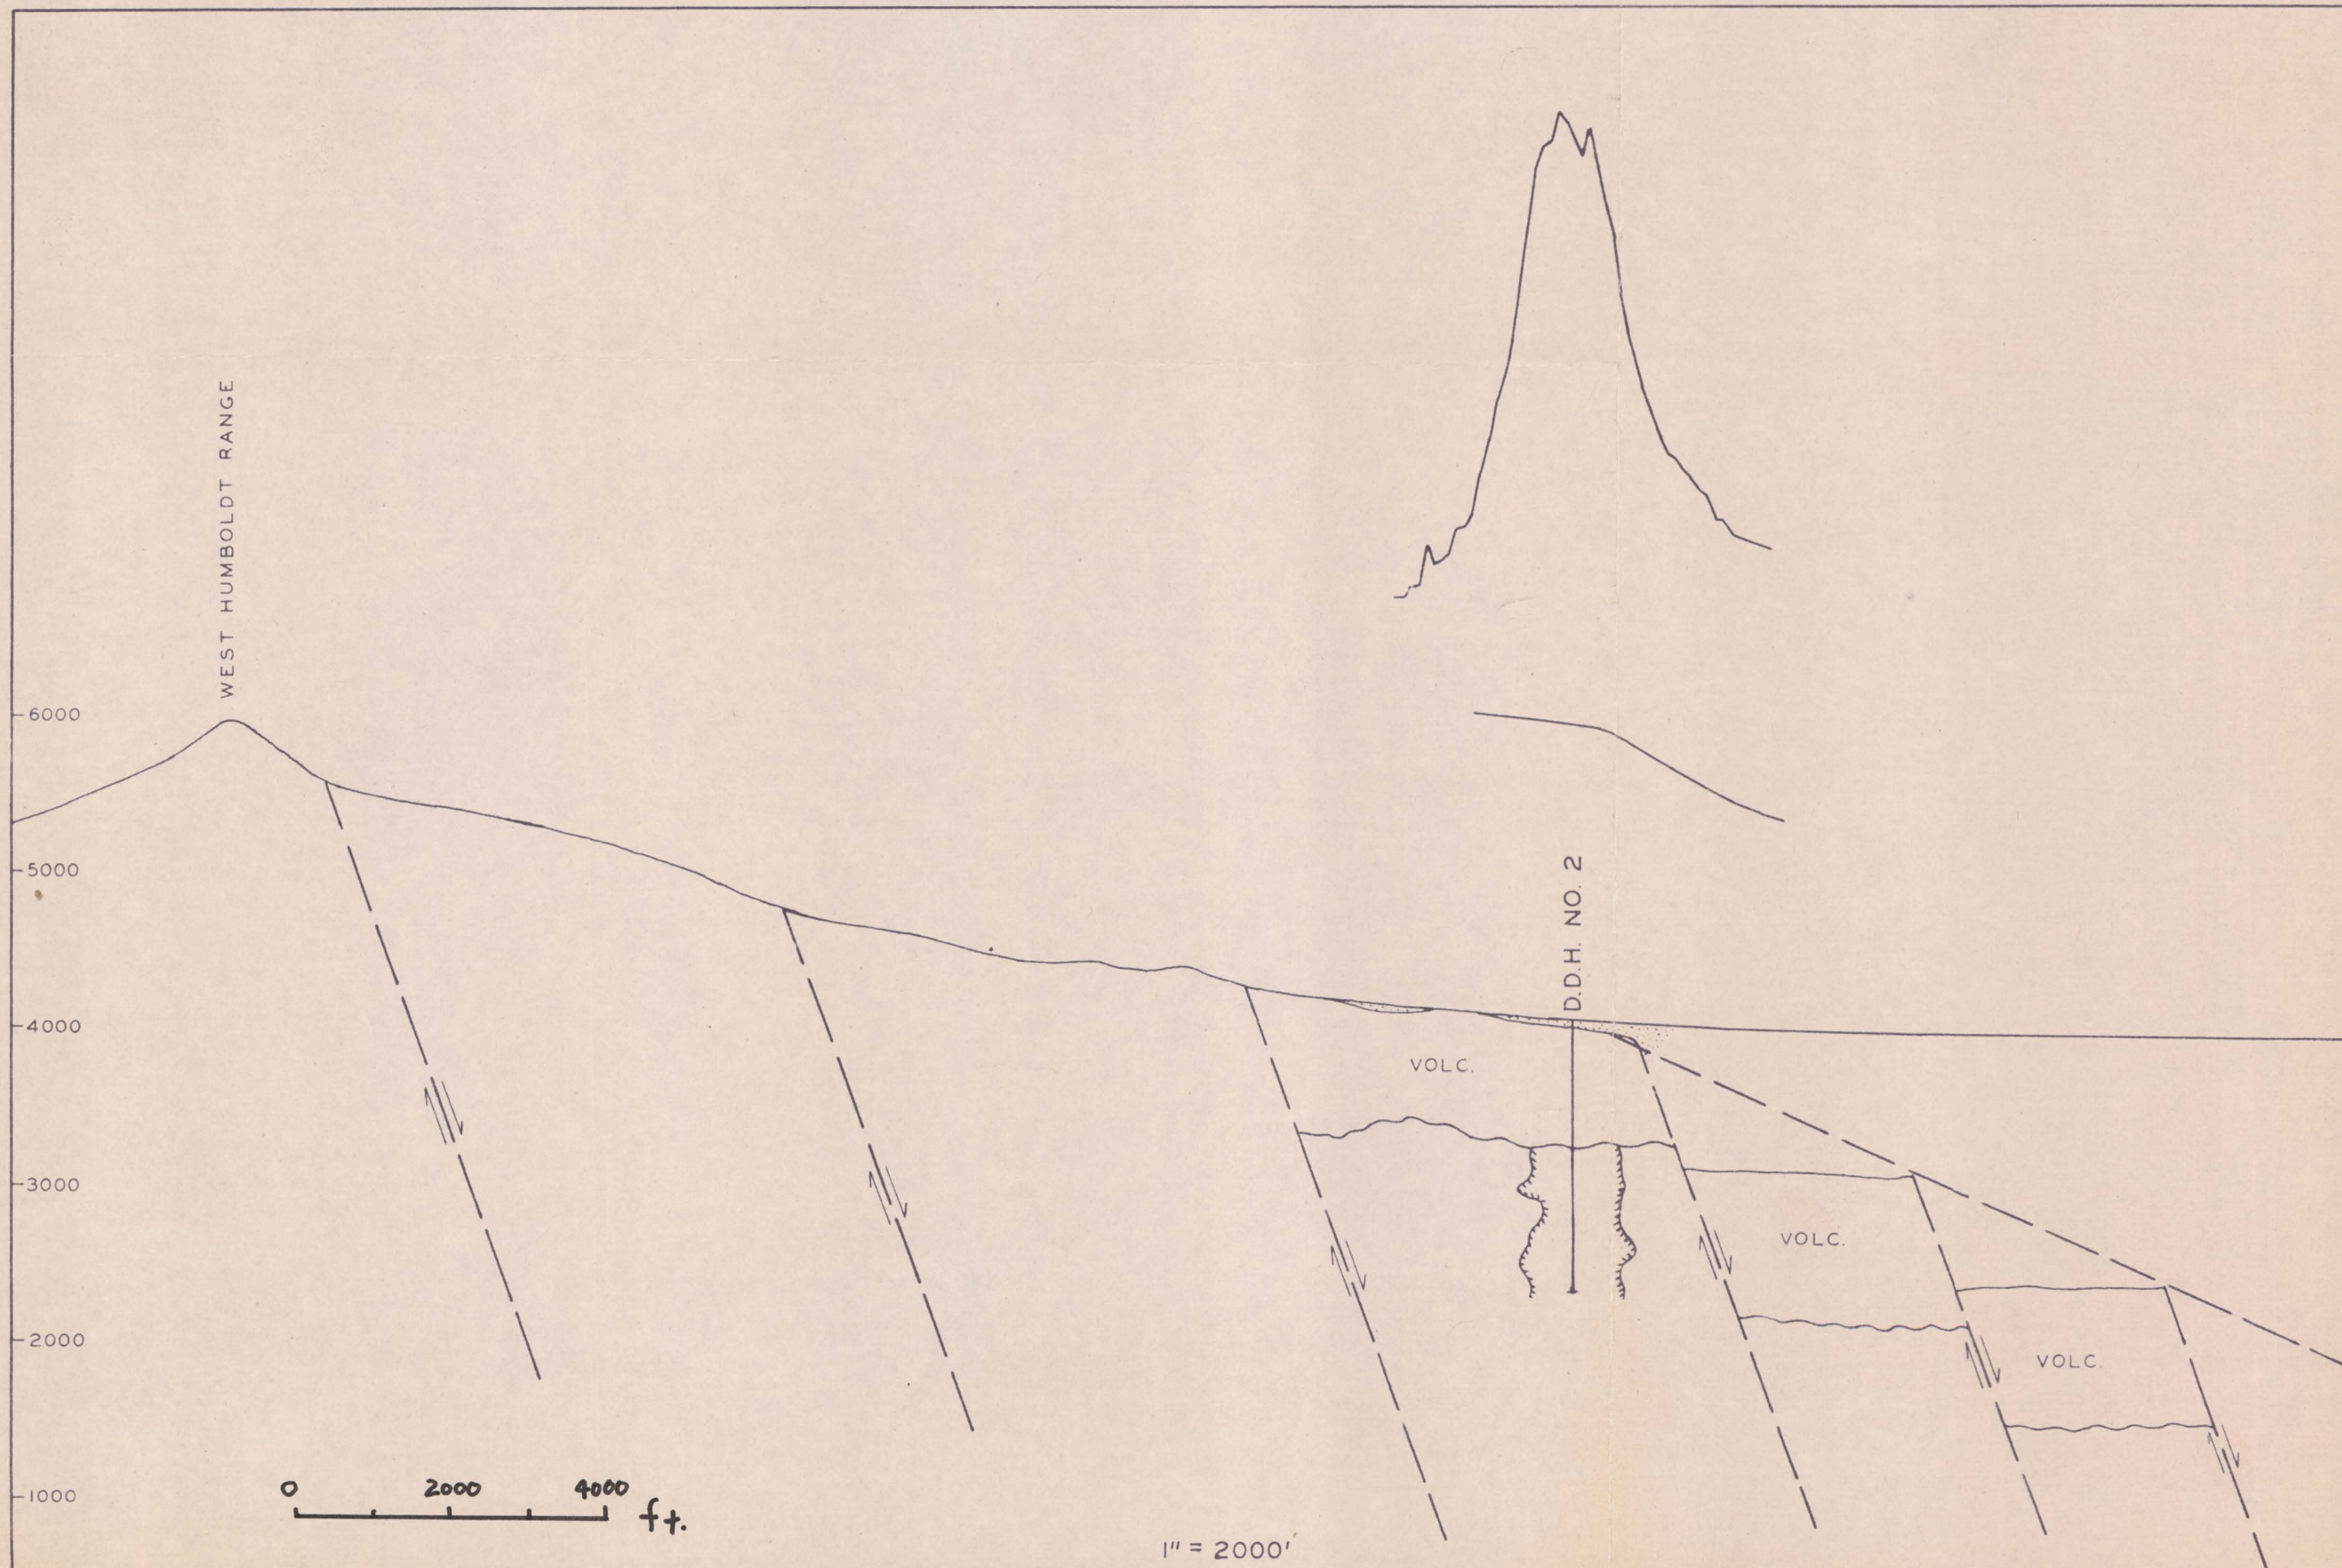 WEST HUMBOLDT RANGE
6000
5000
D.D.H. NO. 2
4000
VOLC.
3000
VOLC.
2000
VOLC.
1000
0 2000 4000 ft.
1" = 2000'